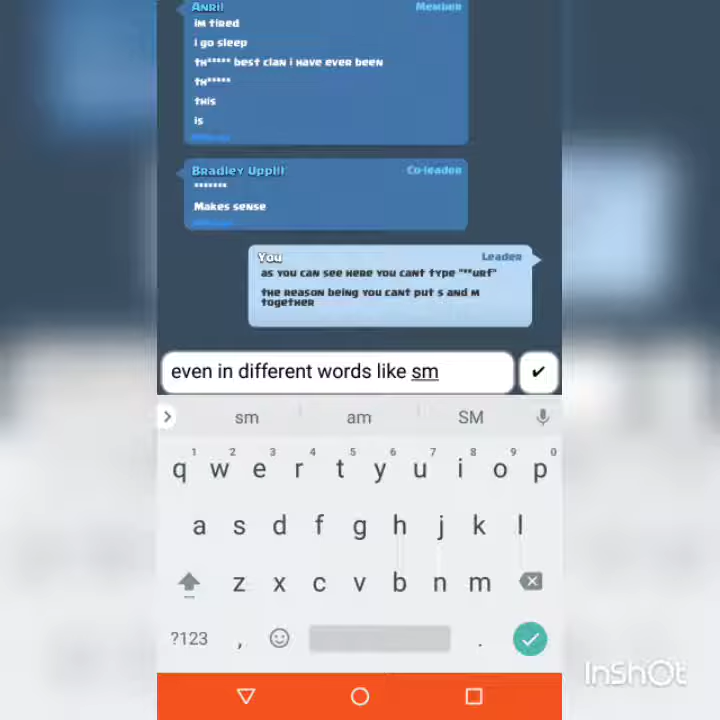 Anri! Member
im tired
i go sleep
th***** best clan i have ever been
th*****
this
is
Bradley Upp!!! Co-leader
*******
Makes sense
You Leader
as you can see here you cant type "**urf"
the reason being you cant put s and m
together
even in different words like sm ✔
sm am SM
1 2 3 4 5 6 7 8 9 0
q w e r t y u i o p
a s d f g h j k l
z x c v b n m
?123 , .
InShOt